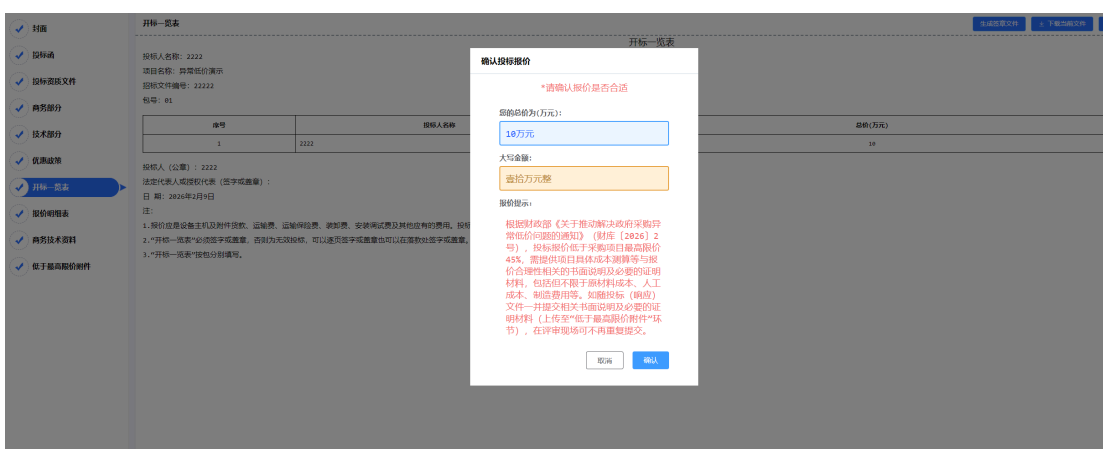 封面
投标函
投标资质文件
商务部分
技术部分
优惠政策
开标一览表
报价明细表
商务技术资料
低于最高限价附件
开标一览表
生成签章文件
下载当前文件
开标一览表
投标人名称: 2222
项目名称: 异常低价演示
招标文件编号: 22222
包号: 01
序号 投标人名称 总价(万元)
1 2222 10
投标人 (公章) : 2222
法定代表人或授权代表 (签字或盖章) :
日 期: 2026年2月9日
注:
1.报价应是设备主机及附件货款、运输费、运输保险费、装卸费、安装调试费及其他应有的费用。投标
2."开标一览表"必须签字或盖章, 否则为无效投标, 可以逐页签字或盖章也可以在落款处签字或盖章。
3."开标一览表"按包分别填写。
确认投标报价
*请确认报价是否合适
您的总价为(万元):
10万元
大写金额:
壹拾万元整
报价提示:
根据财政部《关于推动解决政府采购异
常低价问题的通知》 (财库〔2026〕2
号) , 投标报价低于采购项目最高限价
45%, 需提供项目具体成本测算等与报
价合理性相关的书面说明及必要的证明
材料, 包括但不限于原材料成本、人工
成本、制造费用等。如随投标 (响应)
文件一并提交相关书面说明及必要的证
明材料 (上传至"低于最高限价附件"环
节) , 在评审现场可不再重复提交。
取消 确认